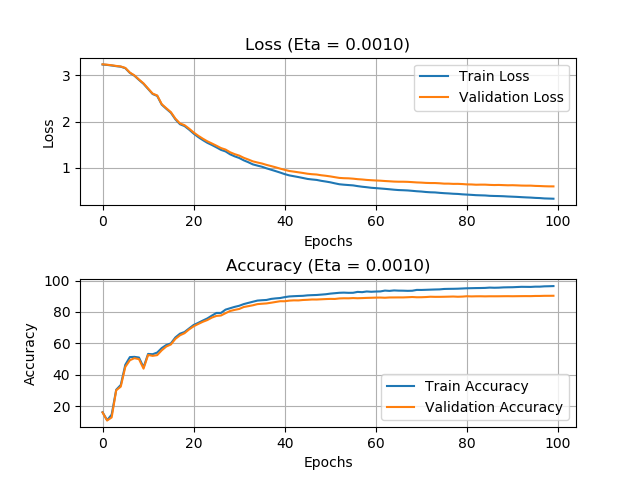 Loss (Eta = 0.0010)
3
2
1
Loss
Train Loss
Validation Loss
0 20 40 60 80 100
Epochs
Accuracy (Eta = 0.0010)
100
80
60
40
20
Accuracy
Train Accuracy
Validation Accuracy
0 20 40 60 80 100
Epochs